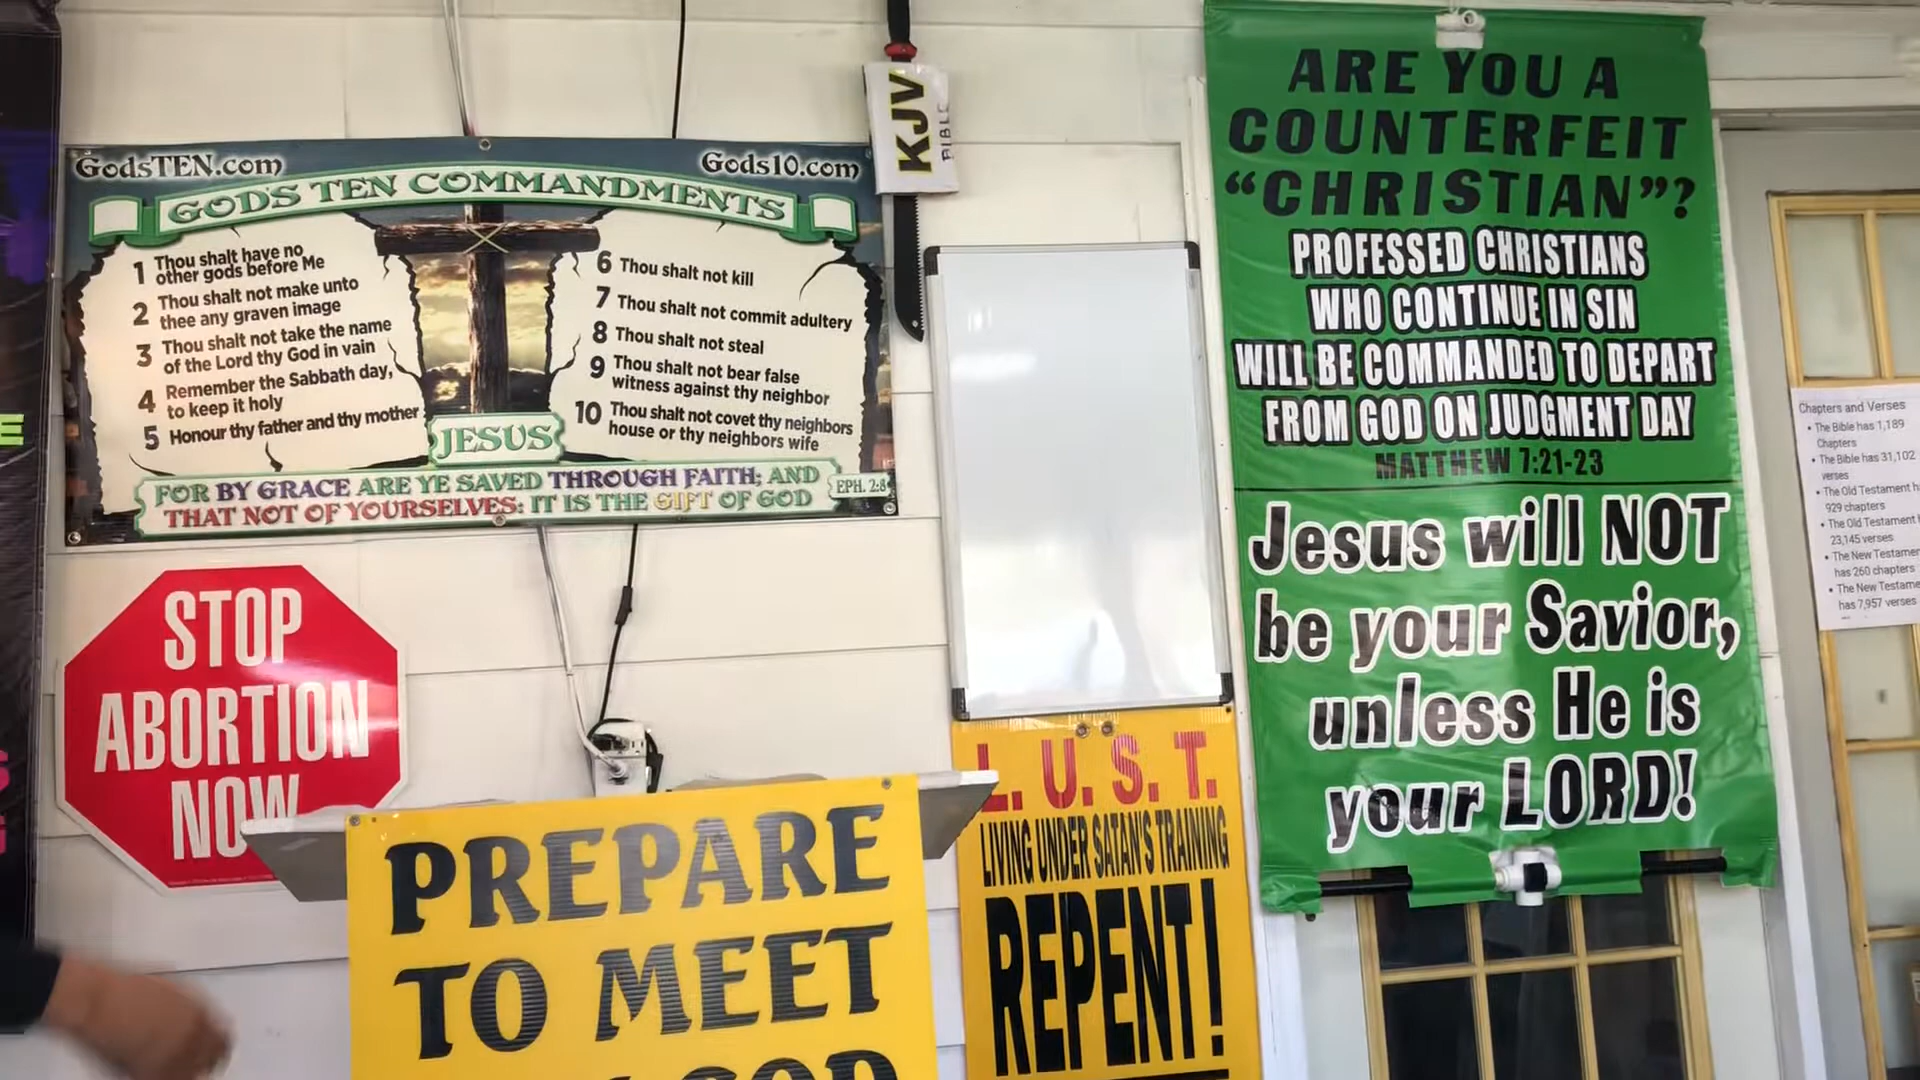 GodsTEN.com
Gods10.com
GOD'S TEN COMMANDMENTS
1 Thou shalt have no
other gods before Me
2 Thou shalt not make unto
thee any graven image
3 Thou shalt not take the name
of the Lord thy God in vain
4 Remember the Sabbath day,
to keep it holy
5 Honour thy father and thy mother
6 Thou shalt not kill
7 Thou shalt not commit adultery
8 Thou shalt not steal
9 Thou shalt not bear false
witness against thy neighbor
10 Thou shalt not covet thy neighbors
house or thy neighbors wife
JESUS
FOR BY GRACE ARE YE SAVED THROUGH FAITH; AND
THAT NOT OF YOURSELVES: IT IS THE GIFT OF GOD
EPH. 2:8
STOP
ABORTION
NOW
PREPARE
TO MEET
GOD
KJV
BIBLE
L. U. S. T.
LIVING UNDER SATAN'S TRAINING
REPENT!
ARE YOU A
COUNTERFEIT
"CHRISTIAN"?
PROFESSED CHRISTIANS
WHO CONTINUE IN SIN
WILL BE COMMANDED TO DEPART
FROM GOD ON JUDGMENT DAY
MATTHEW 7:21-23
Jesus will NOT
be your Savior,
unless He is
your LORD!
Chapters and Verses
• The Bible has 1,189
Chapters
• The Bible has 31,102
verses
• The Old Testament
929 chapters
• The Old Testament
23,145 verses
• The New
has 260 chapters
• The New
has 7,957 verses